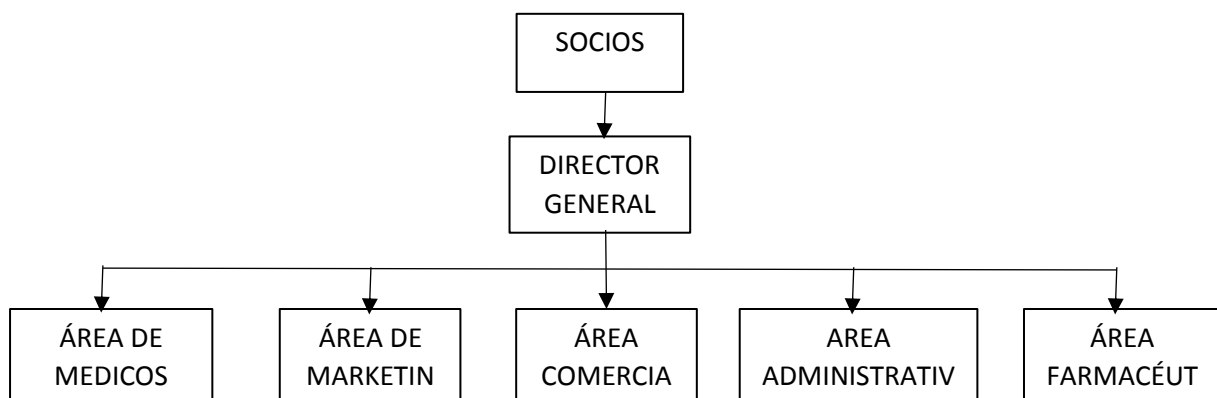 SOCIOS
DIRECTOR
GENERAL
ÁREA DE
MEDICOS
ÁREA DE
MARKETIN
ÁREA
COMERCIA
AREA
ADMINISTRATIV
ÁREA
FARMACÉUT